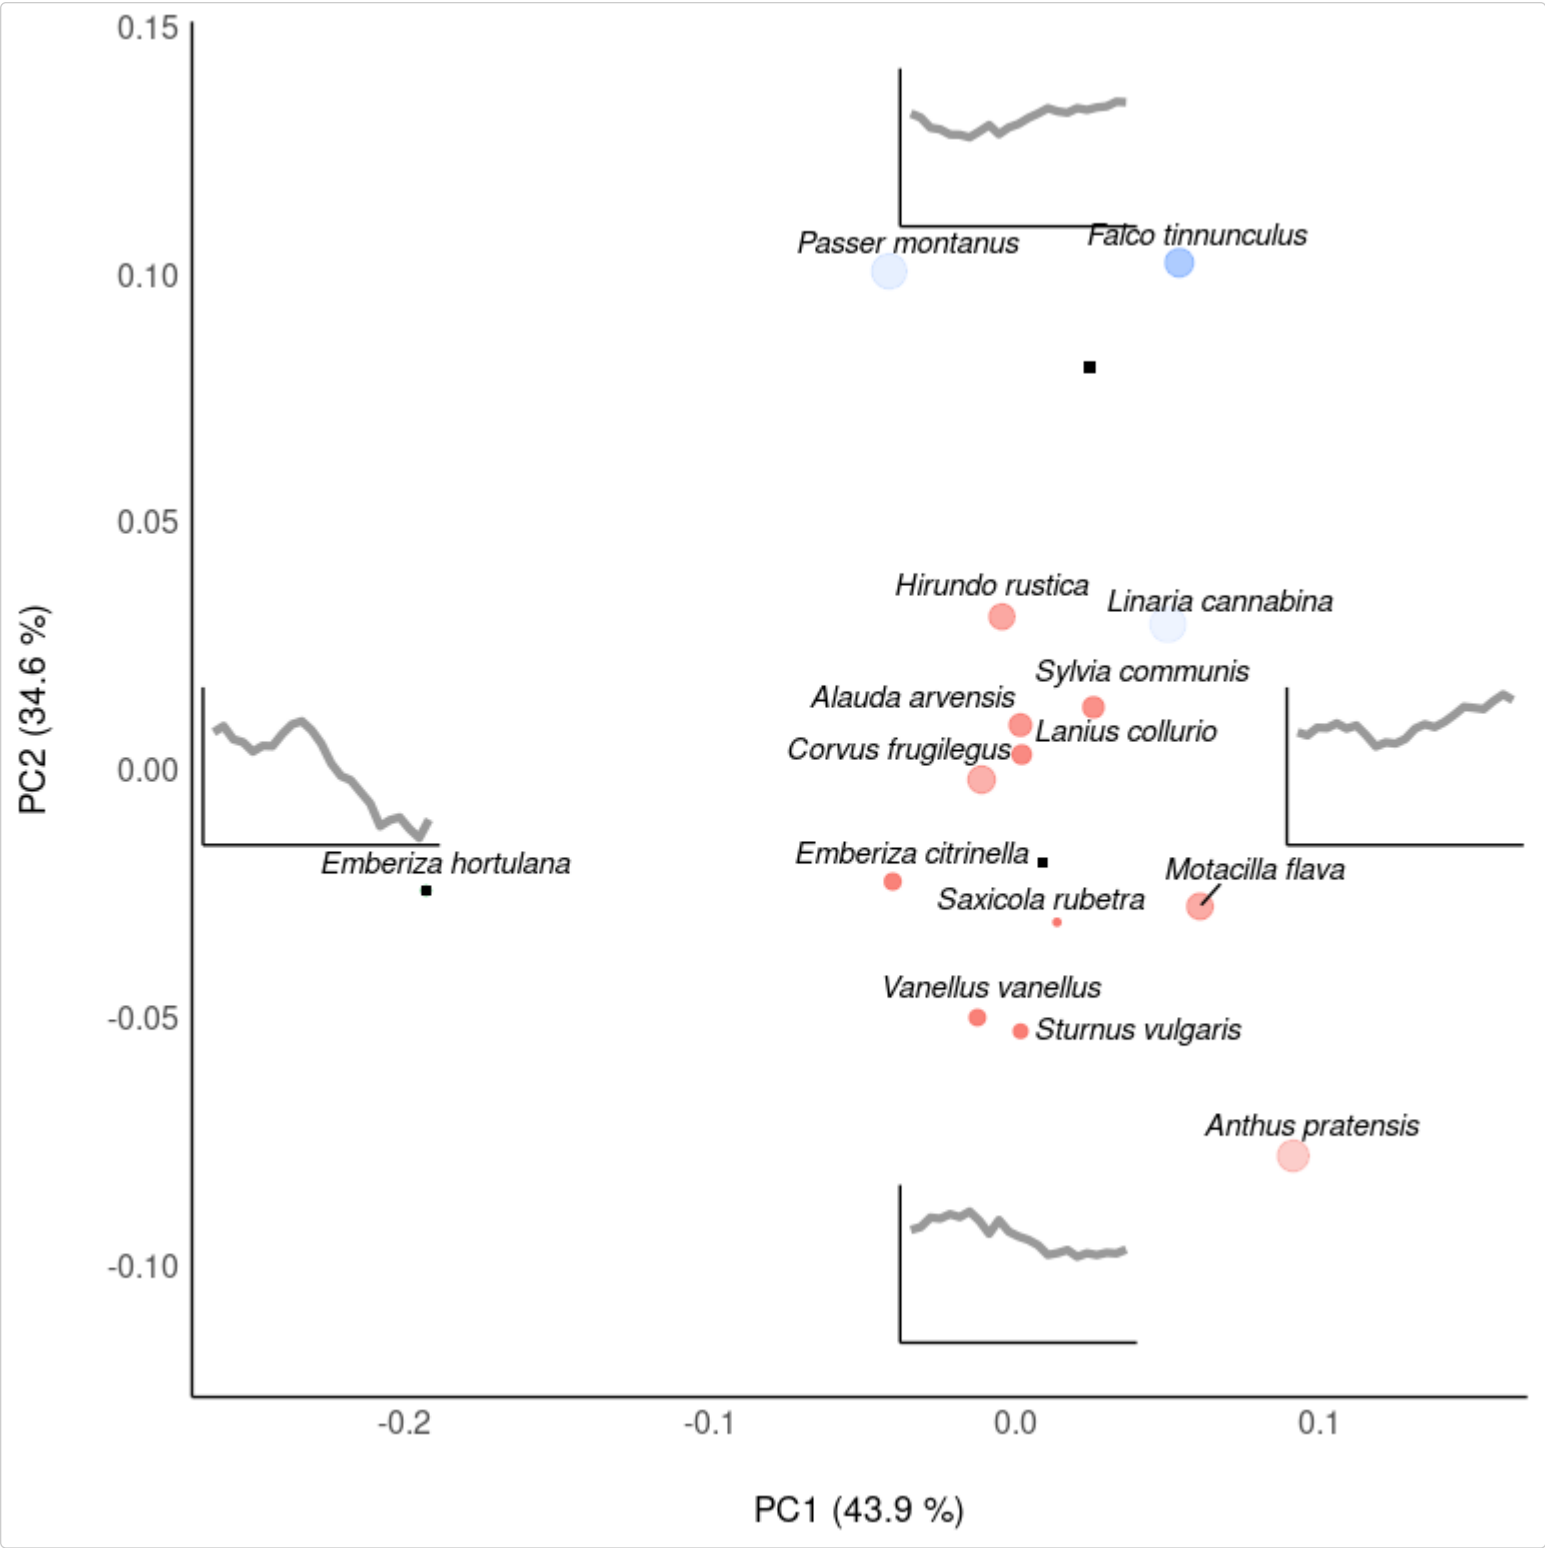 0.15
0.10
0.05
0.00
-0.05
-0.10
PC2 (34.6 %)
Passer montanus
Falco tinnunculus
Hirundo rustica
Linaria cannabina
Sylvia communis
Alauda arvensis
Lanius collurio
Corvus frugilegus
Emberiza citrinella
Emberiza hortulana
Motacilla flava
Saxicola rubetra
Vanellus vanellus
Sturnus vulgaris
Anthus pratensis
-0.2
-0.1
0.0
0.1
PC1 (43.9 %)